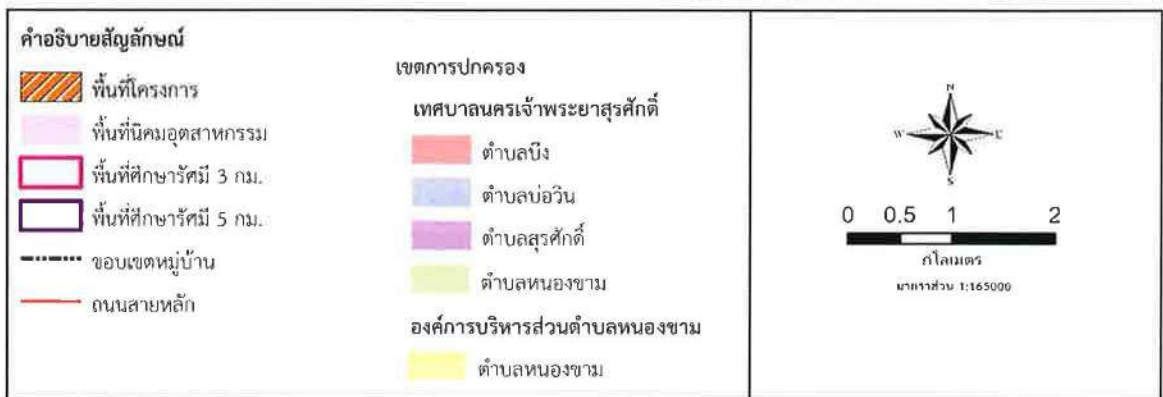 คำอธิบายสัญลักษณ์
พื้นที่โครงการ
พื้นที่นิคมอุตสาหกรรม
พื้นที่ศึกษารัศมี 3 กม.
พื้นที่ศึกษารัศมี 5 กม.
ขอบเขตหมู่บ้าน
ถนนสายหลัก
เขตการปกครอง
เทศบาลนครเจ้าพระยาสุรศักดิ์
ตำบลบึง
ตำบลบ่อวิน
ตำบลสุรศักดิ์
ตำบลหนองขาม
องค์การบริหารส่วนตำบลหนองขาม
ตำบลหนองขาม
N
W E
S
0 0.5 1 2
กิโลเมตร
มาตราส่วน 1:165000